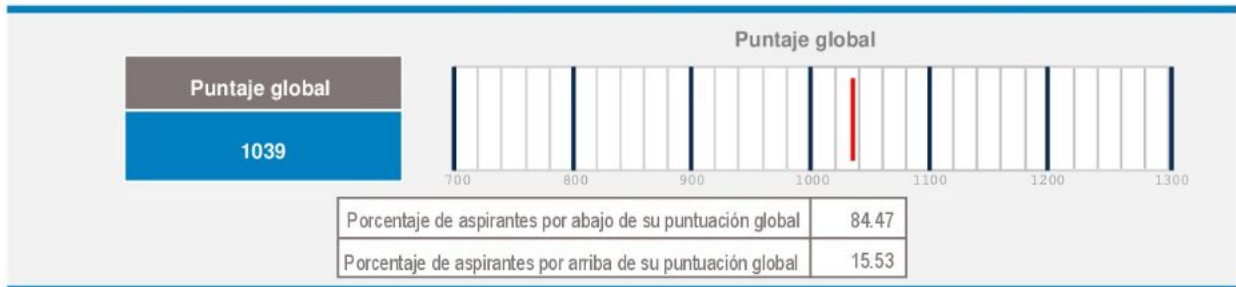 Puntaje global
Puntaje global
1039
700 800 900 1000 1100 1200 1300
Porcentaje de aspirantes por abajo de su puntuación global 84.47
Porcentaje de aspirantes por arriba de su puntuación global 15.53